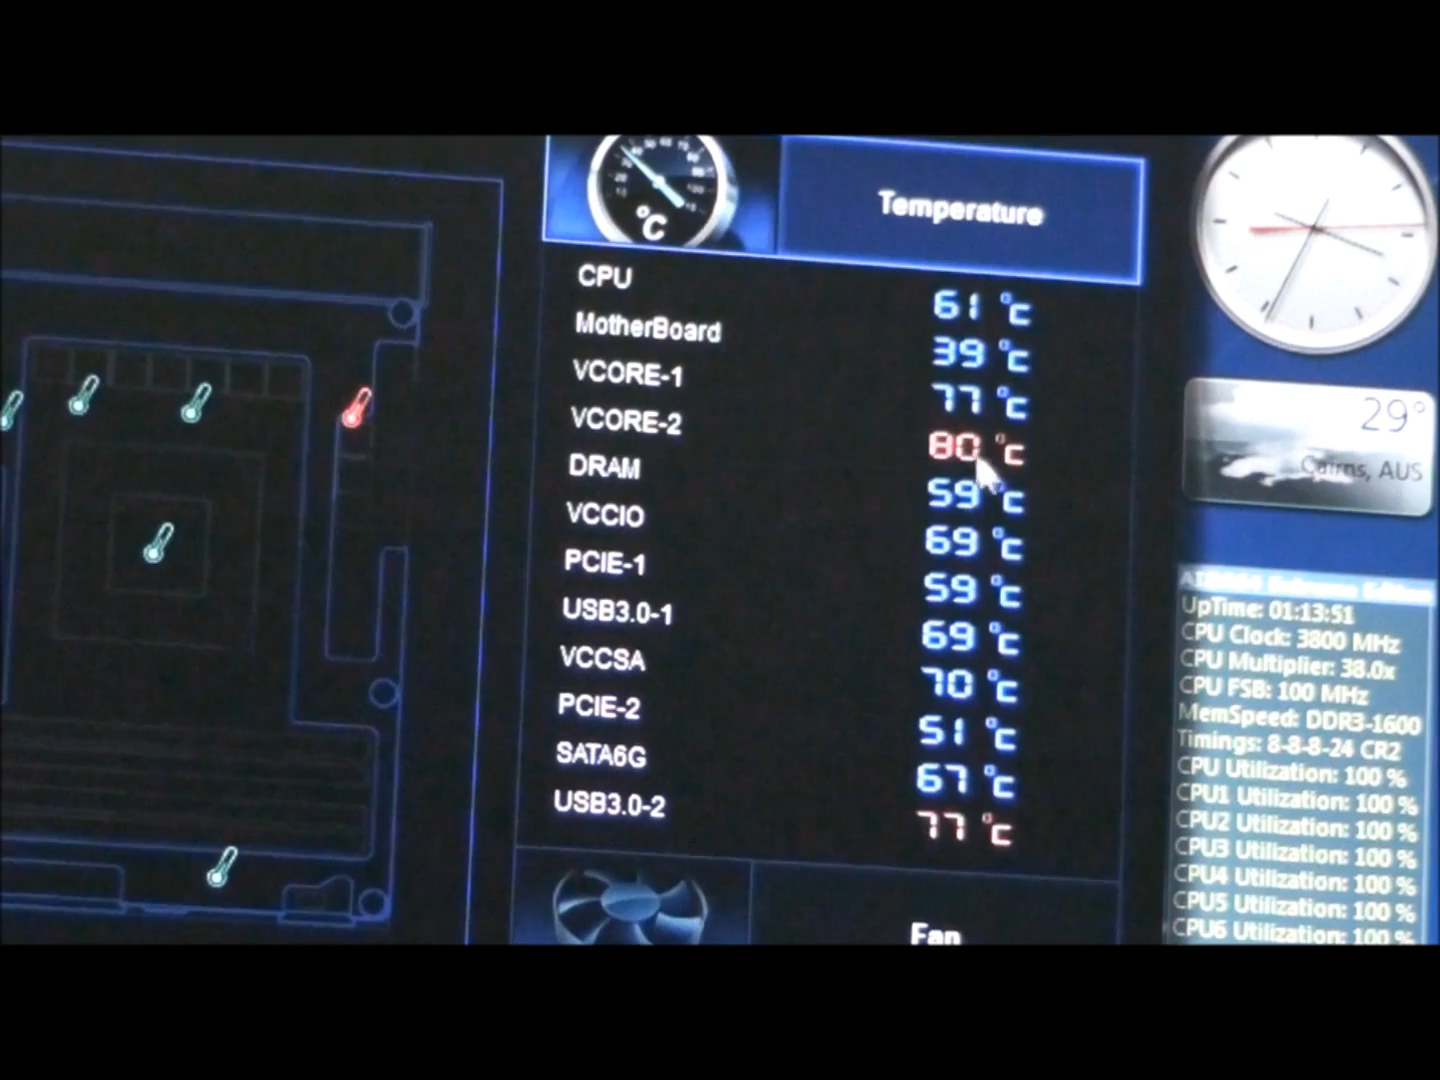 °C
Temperature
CPU 61 °C
MotherBoard 39 °C
VCORE-1 77 °C
VCORE-2 80 °C
DRAM 59 °C
VCCIO 69 °C
PCIE-1 59 °C
USB3.0-1 69 °C
VCCSA 70 °C
PCIE-2 51 °C
SATA6G 67 °C
USB3.0-2 77 °C
Fan
29°
Cairns, AUS
UpTime: 01:13:51
CPU Clock: 3800 MHz
CPU Multiplier: 38.0x
CPU FSB: 100 MHz
MemSpeed: DDR3-1600
Timings: 8-8-8-24 CR2
CPU Utilization: 100 %
CPU1 Utilization: 100 %
CPU2 Utilization: 100 %
CPU3 Utilization: 100 %
CPU4 Utilization: 100 %
CPU5 Utilization: 100 %
CPU6 Utilization: 100 %